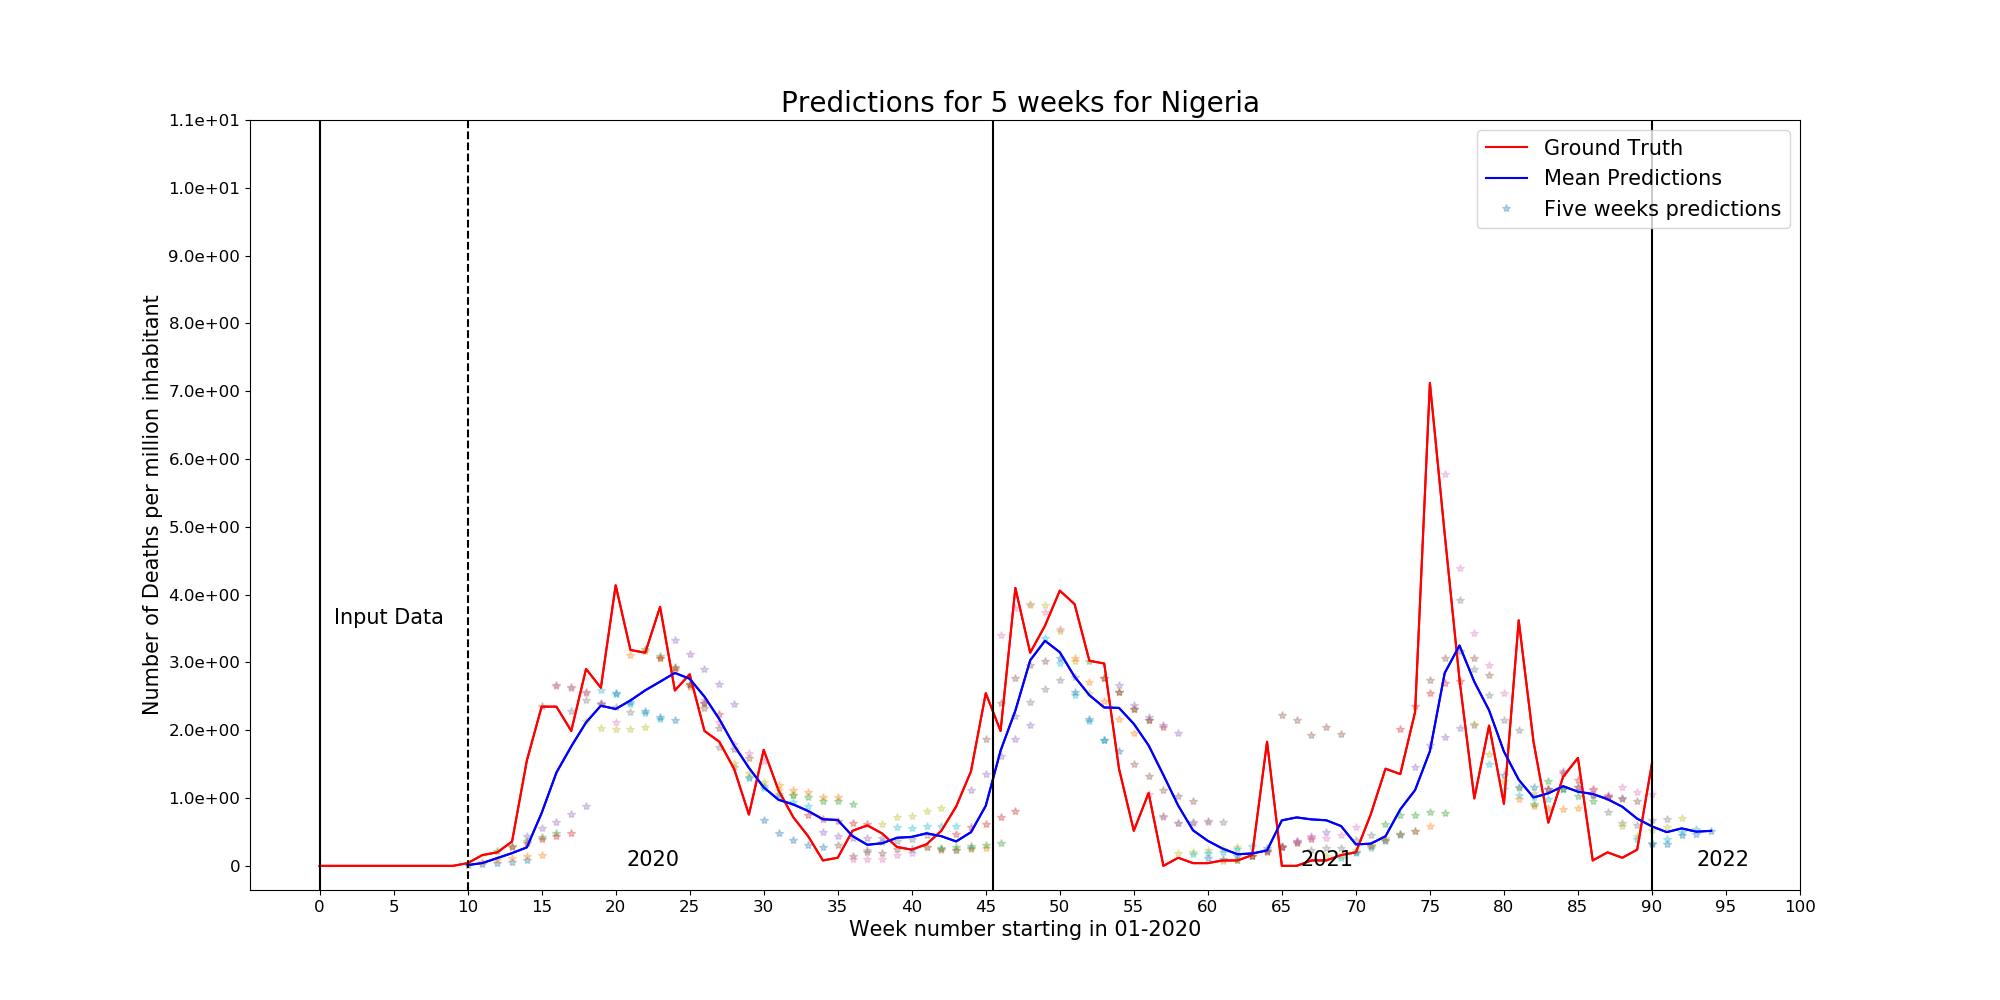 Predictions for 5 weeks for Nigeria
1.1e+01
1.0e+01
9.0e+00
8.0e+00
7.0e+00
6.0e+00
5.0e+00
4.0e+00
3.0e+00
2.0e+00
1.0e+00
0
Number of Deaths per million inhabitant
Ground Truth
Mean Predictions
Five weeks predictions
Input Data
2020
2021
2022
0 5 10 15 20 25 30 35 40 45 50 55 60 65 70 75 80 85 90 95 100
Week number starting in 01-2020